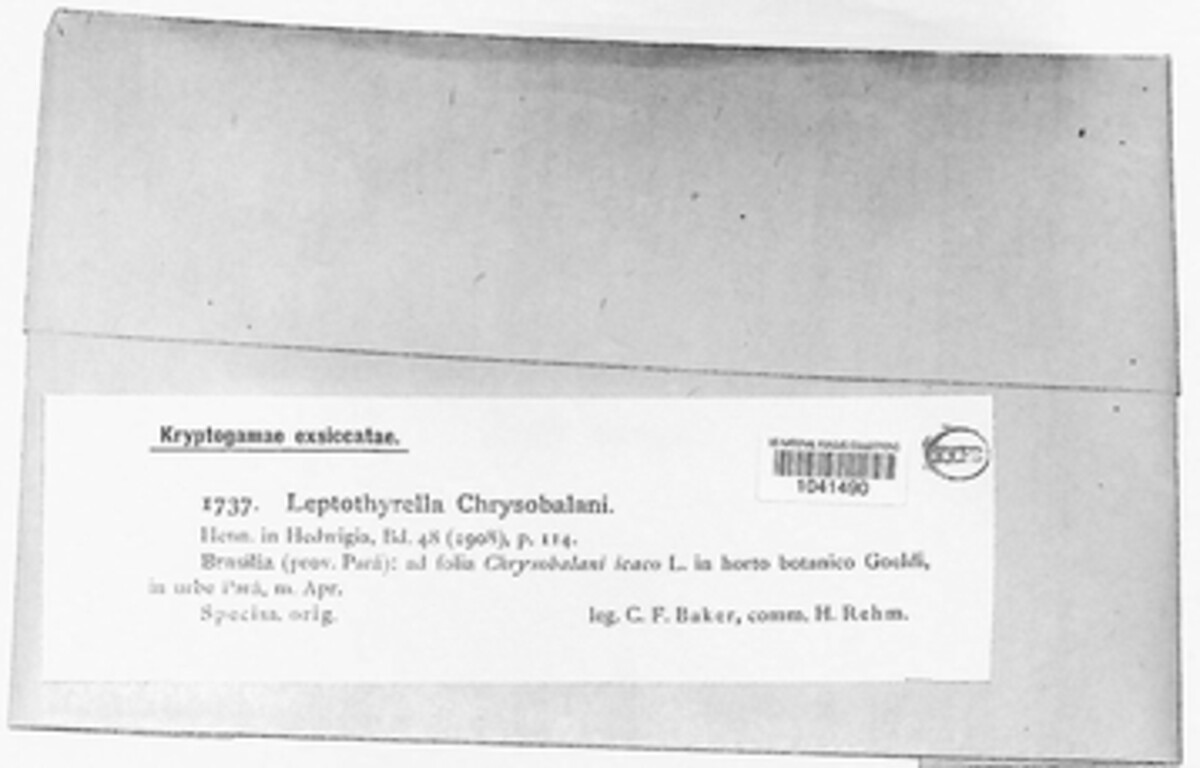 Kryptogamae exsiccatae.
1041490
1737. Leptothyrella Chrysobalani.
Henn. in Hedwigia, Bd. 48 (1908), p. 114.
Brasilia (prov. Pará): ad folia Chrysobalani icaco L. in horto botanico Goeldi,
in urbe Pará, m. Apr.
Specim. orig. leg. C. F. Baker, comm. H. Rehm.